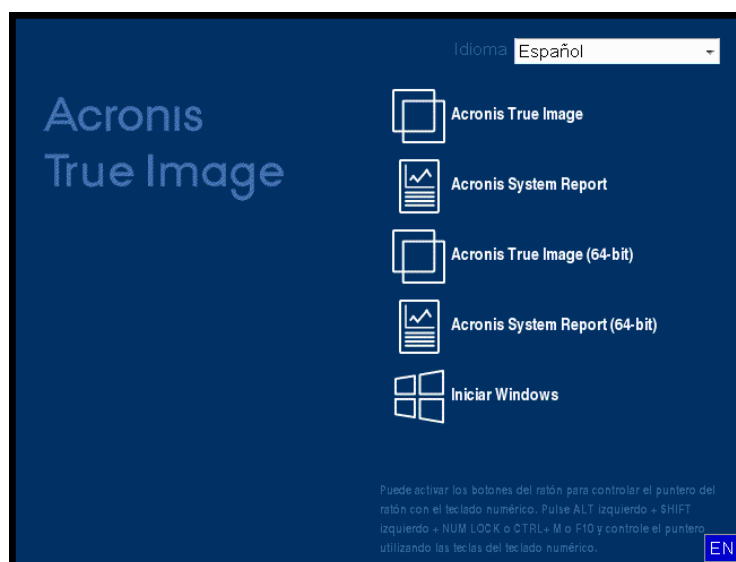 Idioma Español
Acronis
True Image
Acronis True Image
Acronis System Report
Acronis True Image (64-bit)
Acronis System Report (64-bit)
Iniciar Windows
Puede activar los botones del ratón para controlar el puntero del
ratón con el teclado numérico. Pulse ALT izquierdo + SHIFT
izquierdo + NUM LOCK o CTRL+ M o F10 y controle el puntero
utilizando las teclas del teclado numérico.
EN